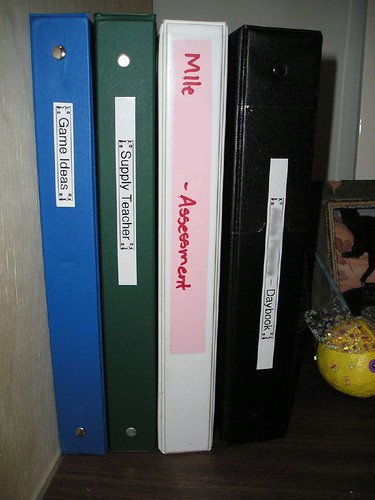 Game Ideas
Supply Teacher
Mlle
- Assessment
- Daybook